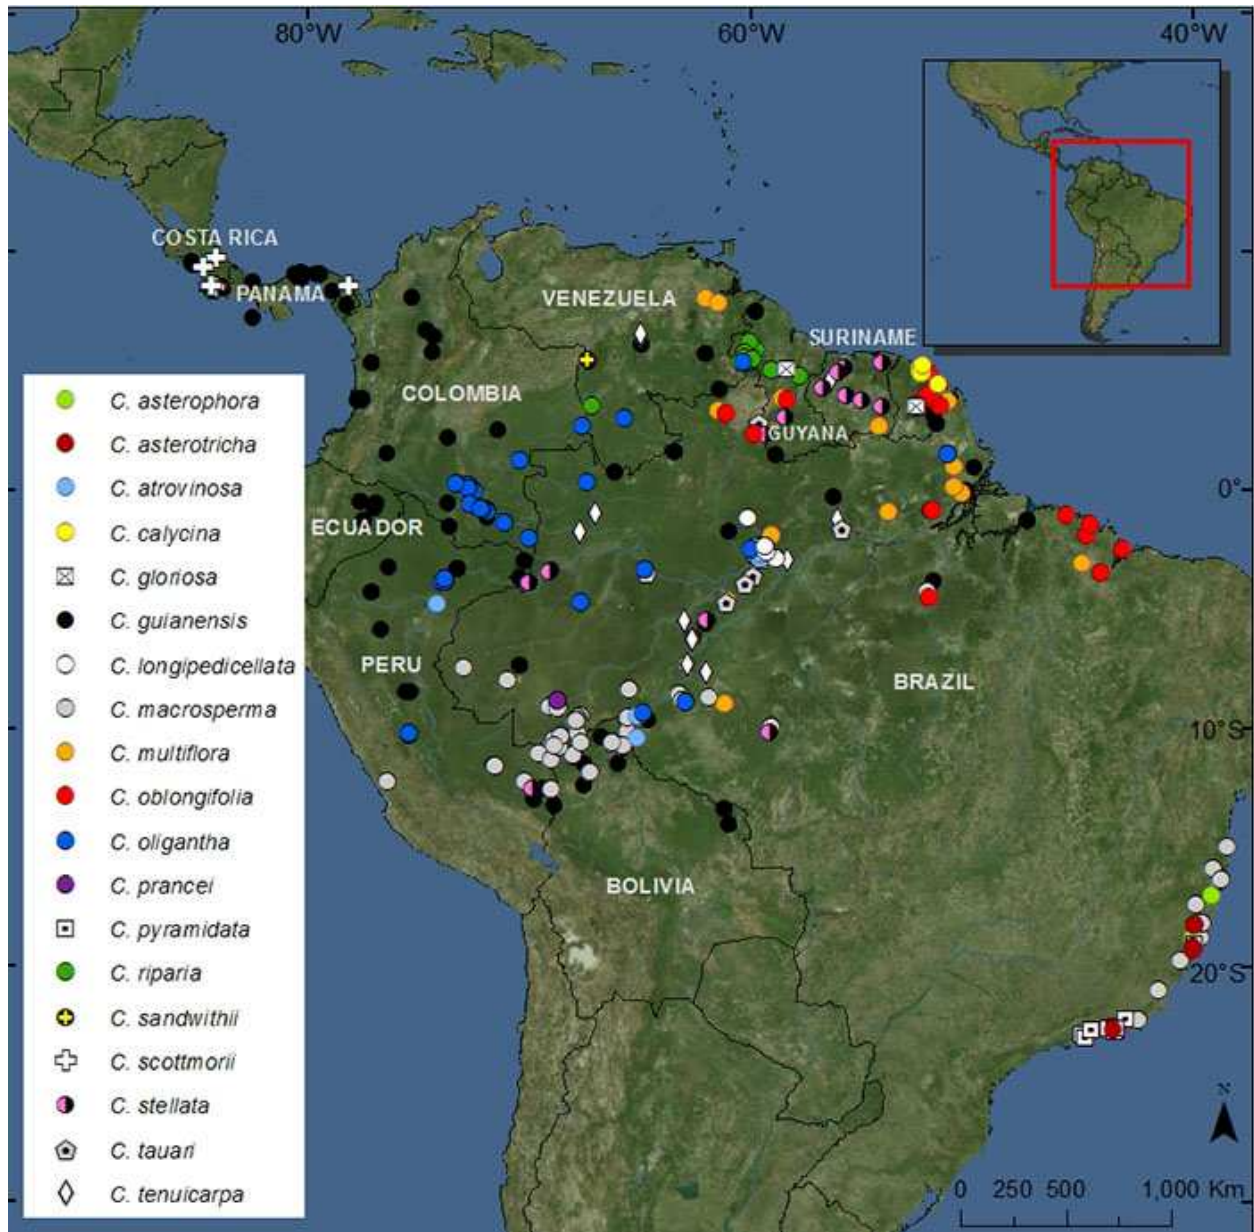 80°W 60°W 40°W
COSTA RICA
PANAMA
VENEZUELA
SURINAME
COLOMBIA
GUYANA
0°
ECUADOR
PERU
BRAZIL
10°S
BOLIVIA
20°S
C. asterophora
C. asterotricha
C. atrovinosa
C. calycina
C. gloriosa
C. guianensis
C. longipedicellata
C. macrosperma
C. multiflora
C. oblongifolia
C. oligantha
C. prancei
C. pyramidata
C. riparia
C. sandwithii
C. scottmorii
C. stellata
C. tauari
C. tenuicarpa
N
0 250 500 1,000 Km